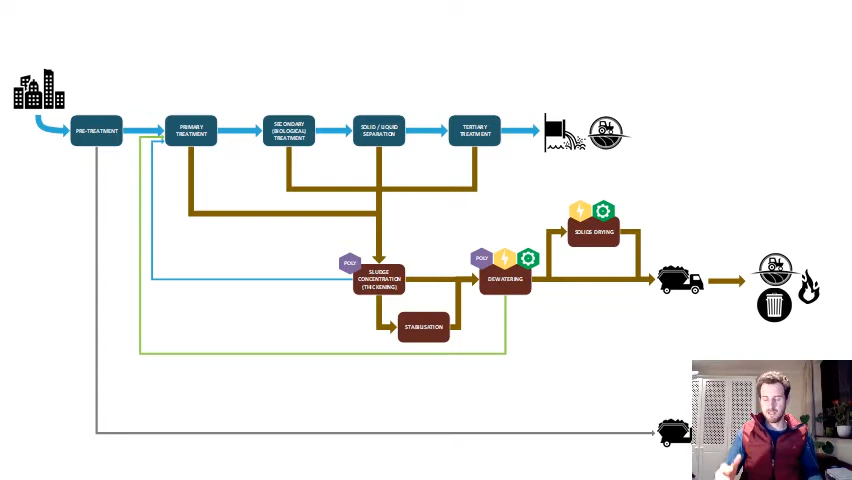 PRE-TREATMENT
PRIMARY
TREATMENT
SECONDARY
(BIOLOGICAL)
TREATMENT
SOLID / LIQUID
SEPARATION
TERTIARY
TREATMENT
SOLIDS DRYING
POLY
SLUDGE
CONCENTRATION
(THICKENING)
POLY
DEWATERING
STABILISATION